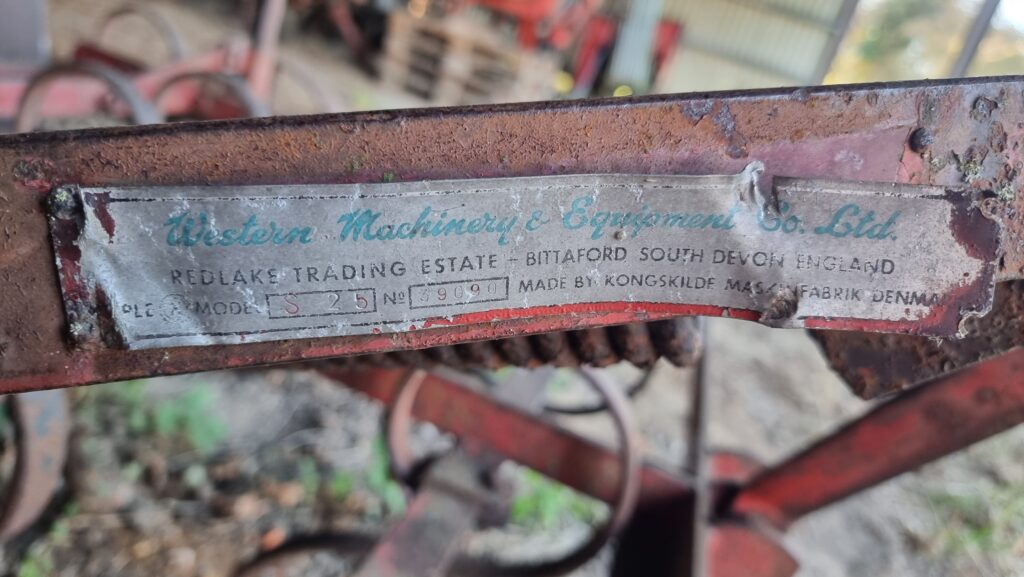 Western Machinery & Equipment Co. Ltd.
REDLAKE TRADING ESTATE - BITTAFORD SOUTH DEVON ENGLAND
MODEL S 25 Nº 39090 MADE BY KONGSKILDE MASKINFABRIK